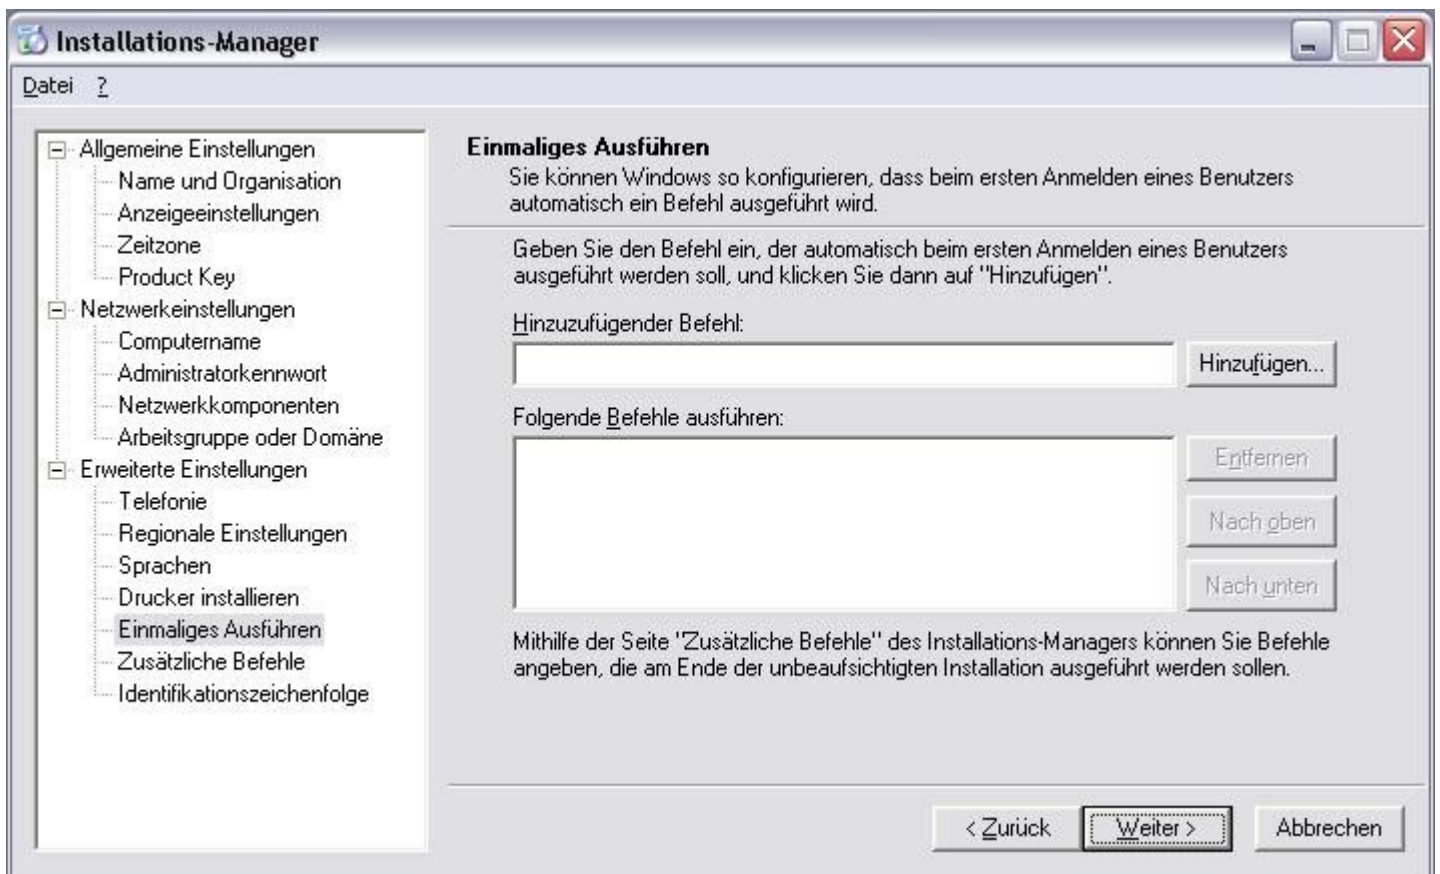 Installations-Manager
Datei ?
Allgemeine Einstellungen
Name und Organisation
Anzeigeeinstellungen
Zeitzone
Product Key
Netzwerkeinstellungen
Computername
Administratorkennwort
Netzwerkkomponenten
Arbeitsgruppe oder Domäne
Erweiterte Einstellungen
Telefonie
Regionale Einstellungen
Sprachen
Drucker installieren
Einmaliges Ausführen
Zusätzliche Befehle
Identifikationszeichenfolge
Einmaliges Ausführen
Sie können Windows so konfigurieren, dass beim ersten Anmelden eines Benutzers
automatisch ein Befehl ausgeführt wird.
Geben Sie den Befehl ein, der automatisch beim ersten Anmelden eines Benutzers
ausgeführt werden soll, und klicken Sie dann auf "Hinzufügen".
Hinzuzufügender Befehl:
Hinzufügen...
Folgende Befehle ausführen:
Entfernen
Nach oben
Nach unten
Mithilfe der Seite "Zusätzliche Befehle" des Installations-Managers können Sie Befehle
angeben, die am Ende der unbeaufsichtigten Installation ausgeführt werden sollen.
< Zurück Weiter > Abbrechen